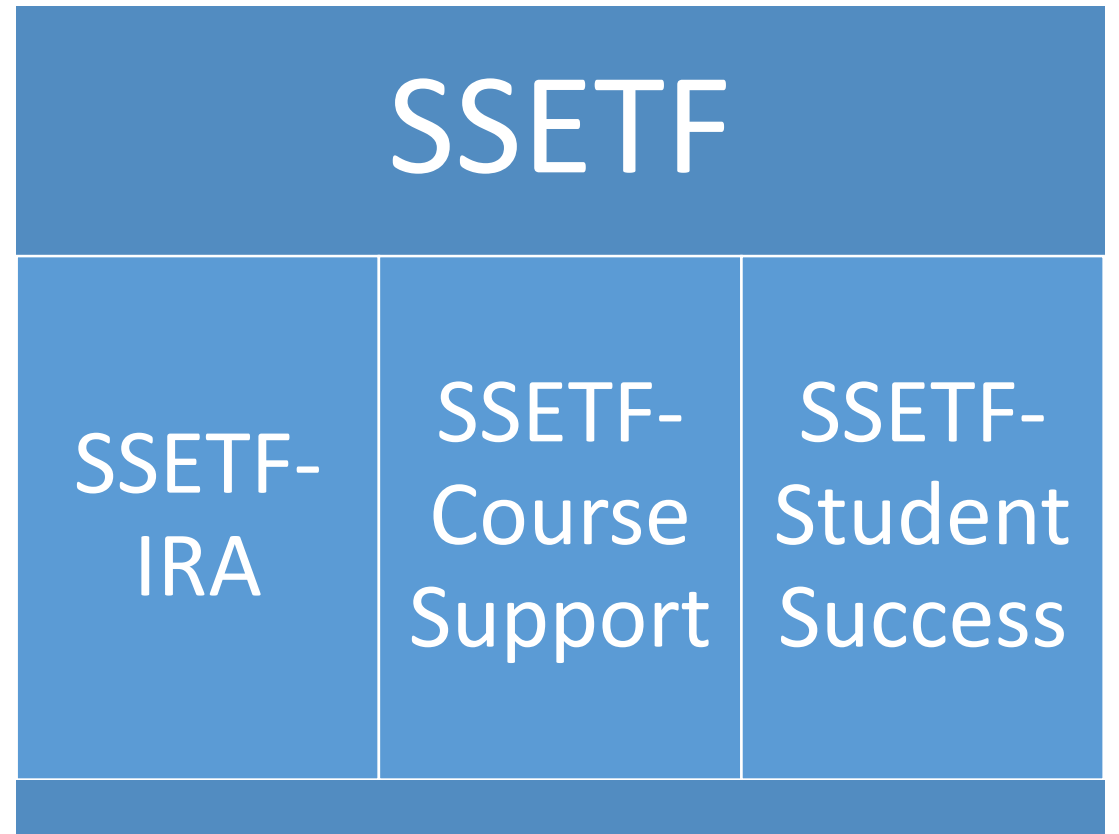 SSETF
SSETF-
IRA
SSETF-
Course
Support
SSETF-
Student
Success